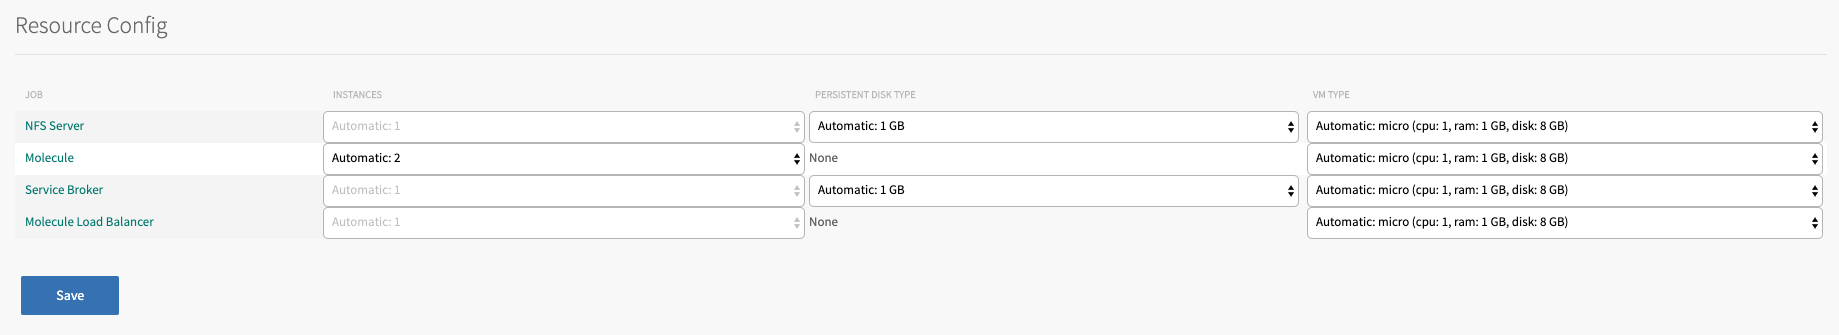 Resource Config
JOB INSTANCES PERSISTENT DISK TYPE VM TYPE
NFS Server Automatic: 1 Automatic: 1 GB Automatic: micro (cpu: 1, ram: 1 GB, disk: 8 GB)
Molecule Automatic: 2 None Automatic: micro (cpu: 1, ram: 1 GB, disk: 8 GB)
Service Broker Automatic: 1 Automatic: 1 GB Automatic: micro (cpu: 1, ram: 1 GB, disk: 8 GB)
Molecule Load Balancer Automatic: 1 None Automatic: micro (cpu: 1, ram: 1 GB, disk: 8 GB)
Save